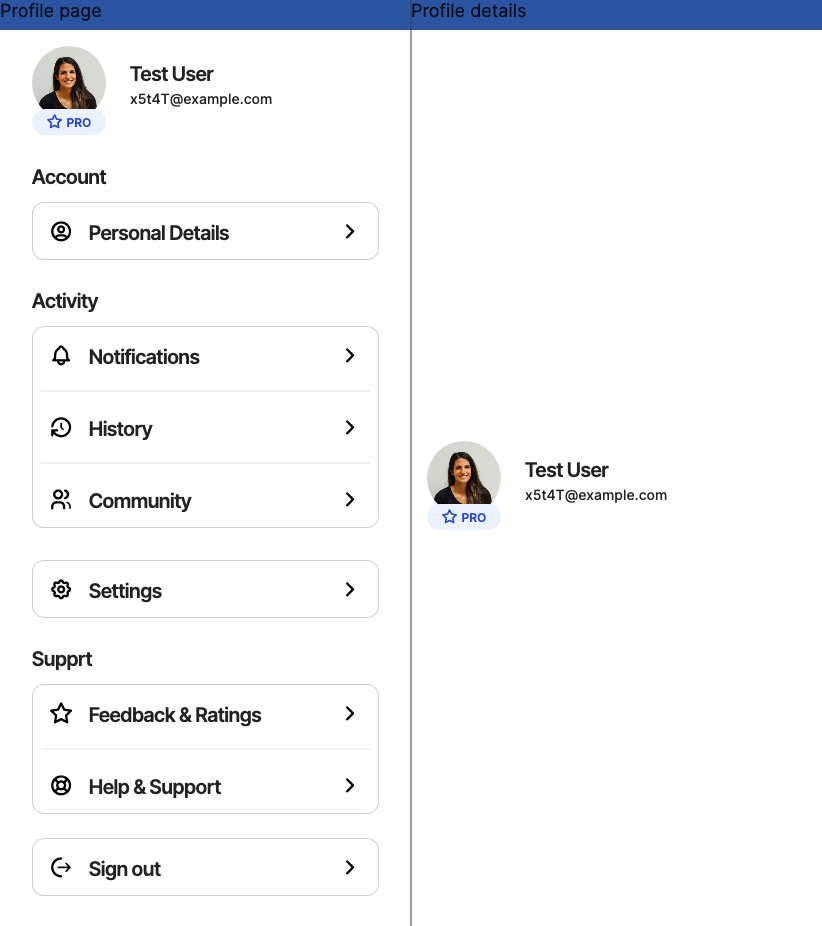 Profile page
Test User
x5t4T@example.com
PRO
Account
Personal Details
Activity
Notifications
History
Community
Settings
Supprt
Feedback & Ratings
Help & Support
Sign out
Profile details
Test User
x5t4T@example.com
PRO